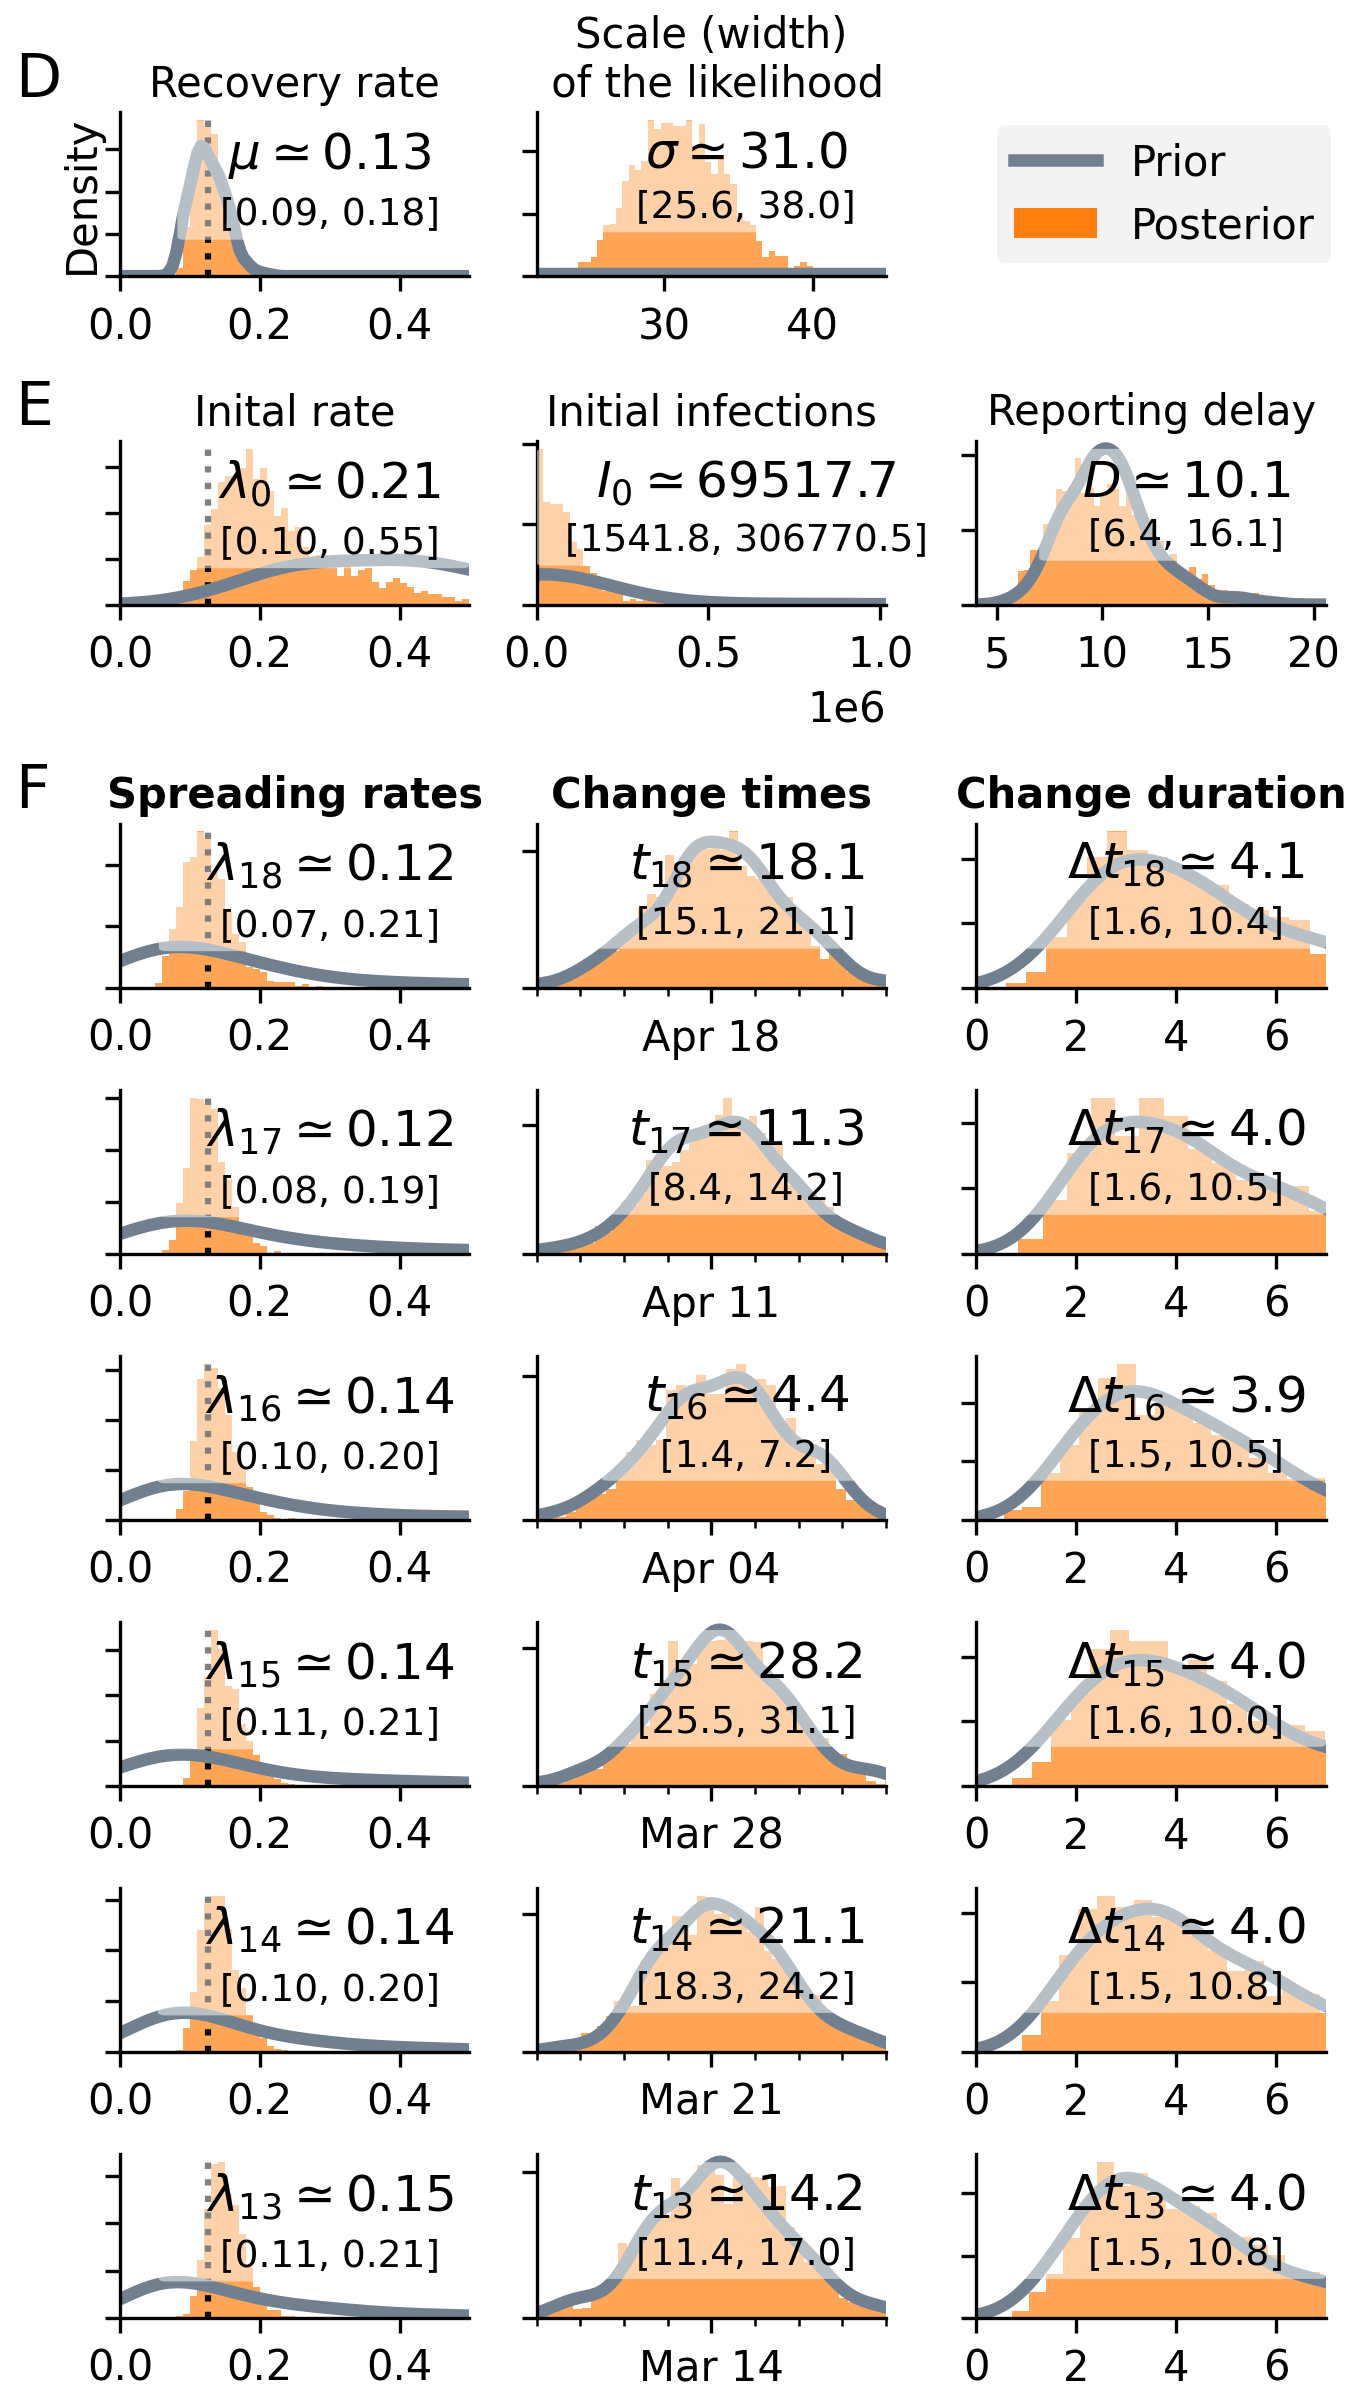 D
Recovery rate
Scale (width)
of the likelihood
Density
μ ≃ 0.13
[0.09, 0.18]
0.0 0.2 0.4
σ ≃ 31.0
[25.6, 38.0]
30 40
Prior
Posterior
E
Inital rate
λ0 ≃ 0.21
[0.10, 0.55]
0.0 0.2 0.4
Initial infections
I0 ≃ 69517.7
[1541.8, 306770.5]
0.0 0.5 1.0
1e6
Reporting delay
D ≃ 10.1
[6.4, 16.1]
5 10 15 20
F
Spreading rates
Change times
Change duration
λ18 ≃ 0.12
[0.07, 0.21]
0.0 0.2 0.4
t18 ≃ 18.1
[15.1, 21.1]
Apr 18
Δt18 ≃ 4.1
[1.6, 10.4]
0 2 4 6
λ17 ≃ 0.12
[0.08, 0.19]
0.0 0.2 0.4
t17 ≃ 11.3
[8.4, 14.2]
Apr 11
Δt17 ≃ 4.0
[1.6, 10.5]
0 2 4 6
λ16 ≃ 0.14
[0.10, 0.20]
0.0 0.2 0.4
t16 ≃ 4.4
[1.4, 7.2]
Apr 04
Δt16 ≃ 3.9
[1.5, 10.5]
0 2 4 6
λ15 ≃ 0.14
[0.11, 0.21]
0.0 0.2 0.4
t15 ≃ 28.2
[25.5, 31.1]
Mar 28
Δt15 ≃ 4.0
[1.6, 10.0]
0 2 4 6
λ14 ≃ 0.14
[0.10, 0.20]
0.0 0.2 0.4
t14 ≃ 21.1
[18.3, 24.2]
Mar 21
Δt14 ≃ 4.0
[1.5, 10.8]
0 2 4 6
λ13 ≃ 0.15
[0.11, 0.21]
0.0 0.2 0.4
t13 ≃ 14.2
[11.4, 17.0]
Mar 14
Δt13 ≃ 4.0
[1.5, 10.8]
0 2 4 6